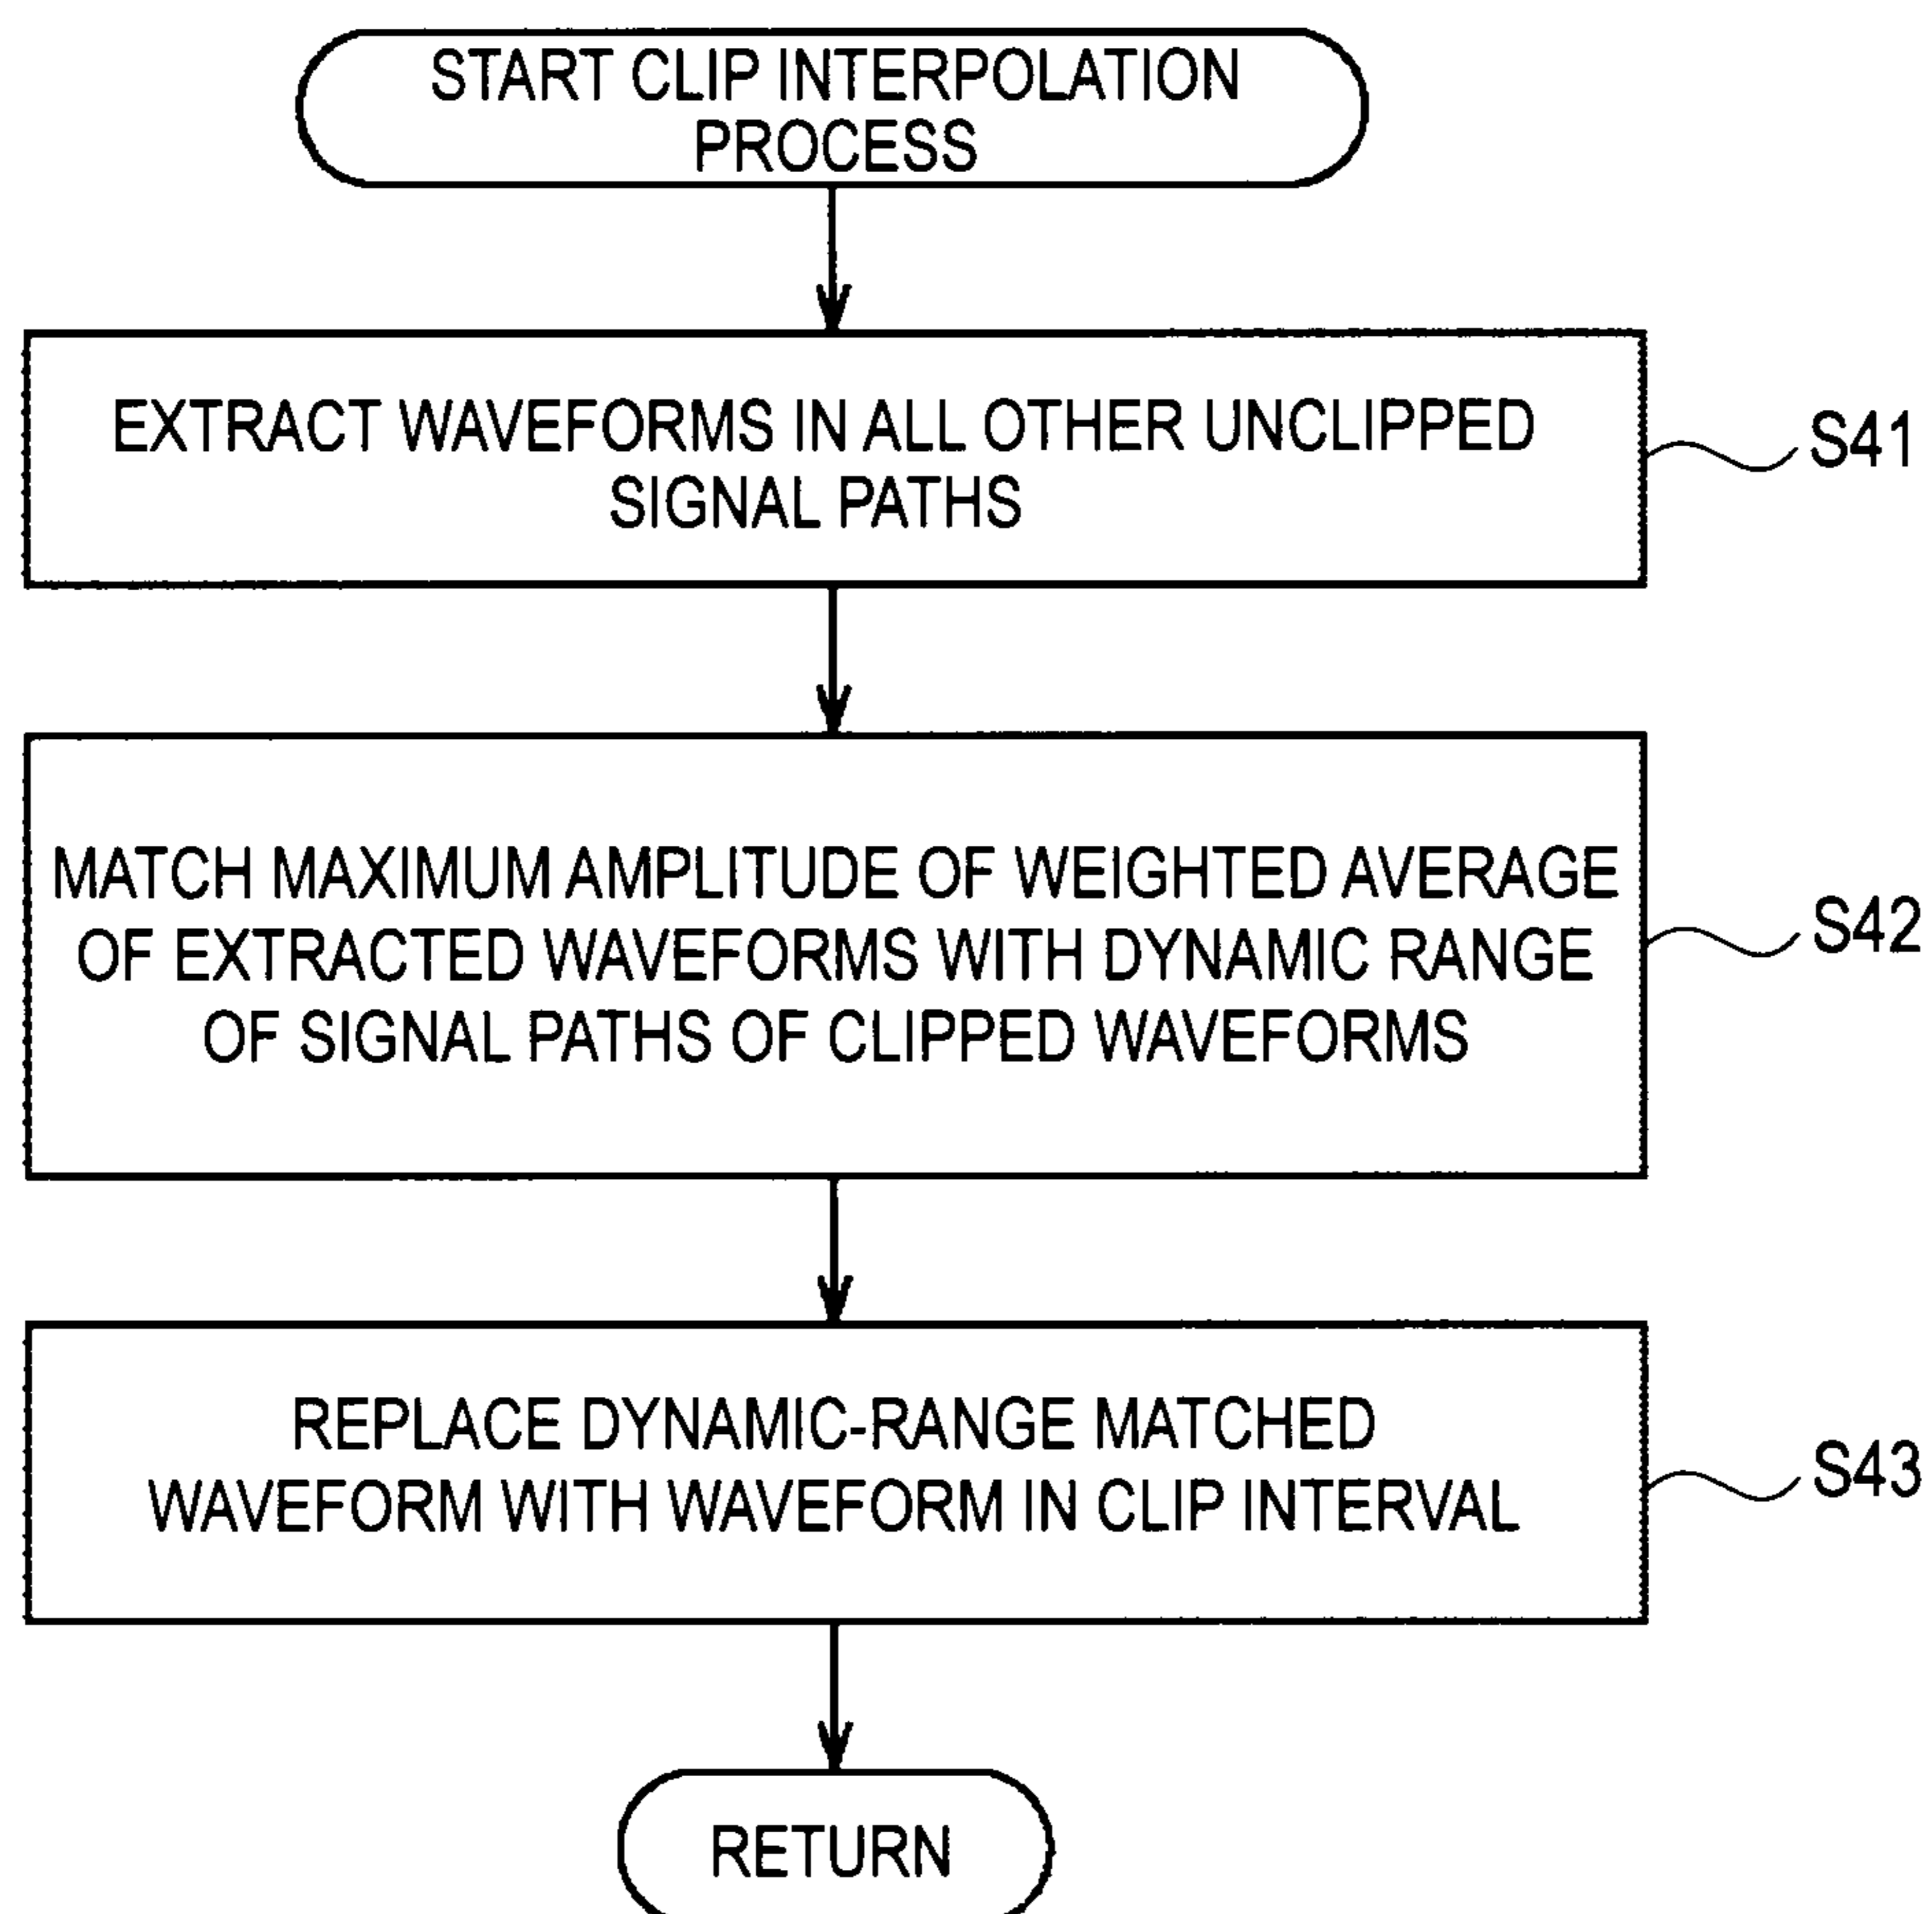 START CLIP INTERPOLATION
PROCESS
EXTRACT WAVEFORMS IN ALL OTHER UNCLIPPED
SIGNAL PATHS
S41
MATCH MAXIMUM AMPLITUDE OF WEIGHTED AVERAGE
OF EXTRACTED WAVEFORMS WITH DYNAMIC RANGE
OF SIGNAL PATHS OF CLIPPED WAVEFORMS
S42
REPLACE DYNAMIC-RANGE MATCHED
WAVEFORM WITH WAVEFORM IN CLIP INTERVAL
S43
RETURN